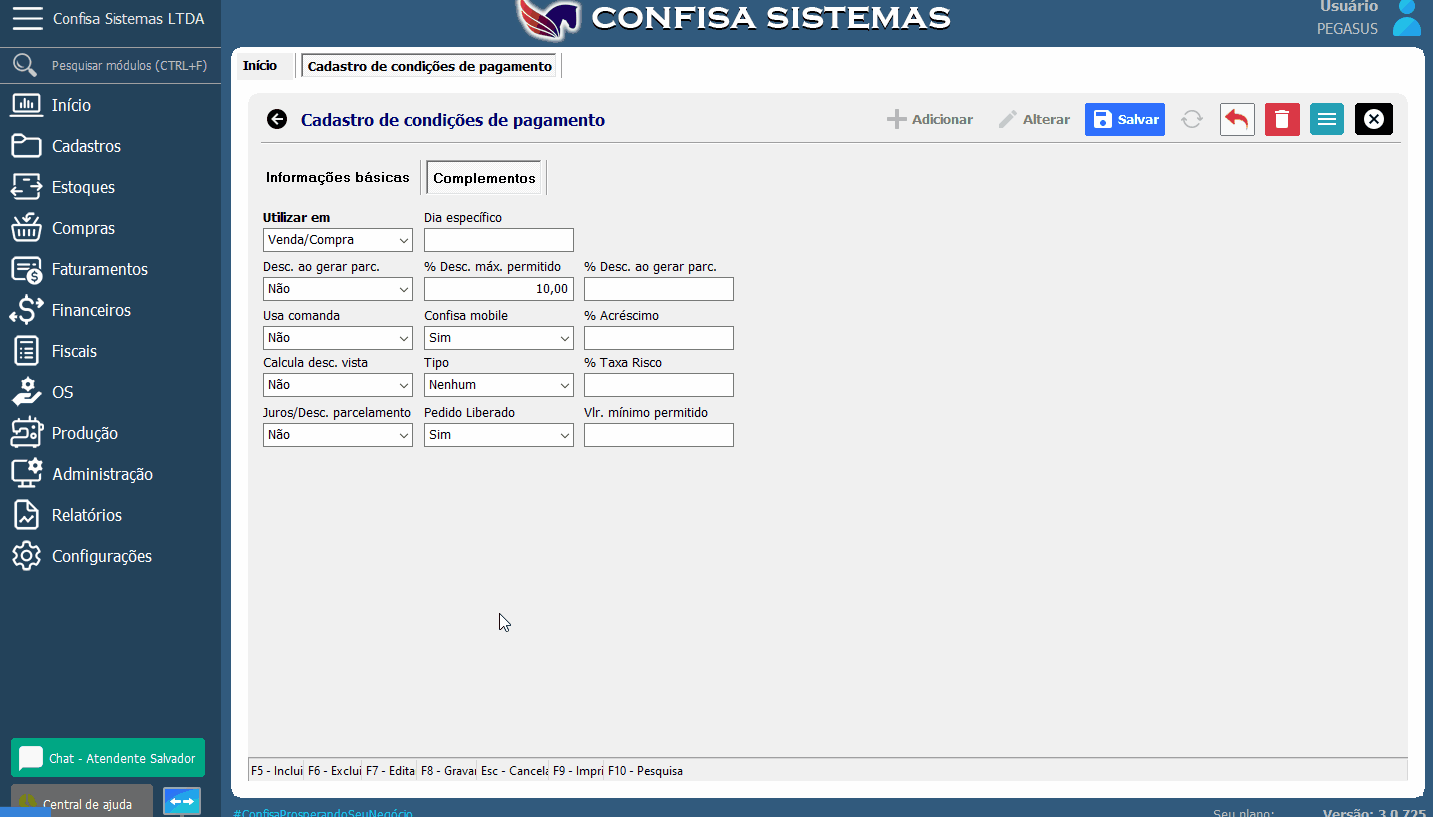 Confisa Sistemas LTDA
CONFISA SISTEMAS
Usuário
PEGASUS
Pesquisar módulos (CTRL+F)
Início
Cadastros
Estoques
Compras
Faturamentos
Financeiros
Fiscais
OS
Produção
Administração
Relatórios
Configurações
Chat - Atendente Salvador
Central de ajuda
Início
Cadastro de condições de pagamento
Cadastro de condições de pagamento
Adicionar
Alterar
Salvar
Informações básicas
Complementos
Utilizar em
Dia específico
Venda/Compra
Desc. ao gerar parc.
% Desc. máx. permitido
% Desc. ao gerar parc.
Não
10,00
Usa comanda
Confisa mobile
% Acréscimo
Não
Sim
Calcula desc. vista
Tipo
% Taxa Risco
Não
Nenhum
Juros/Desc. parcelamento
Pedido Liberado
Vlr. mínimo permitido
Não
Sim
F5 - Inclui
F6 - Exclui
F7 - Edita
F8 - Gravar
Esc - Cancela
F9 - Impri
F10 - Pesquisa
#ConfisaProsperandoSeuNegócio
Seu plano:
Versão: 3.0.725